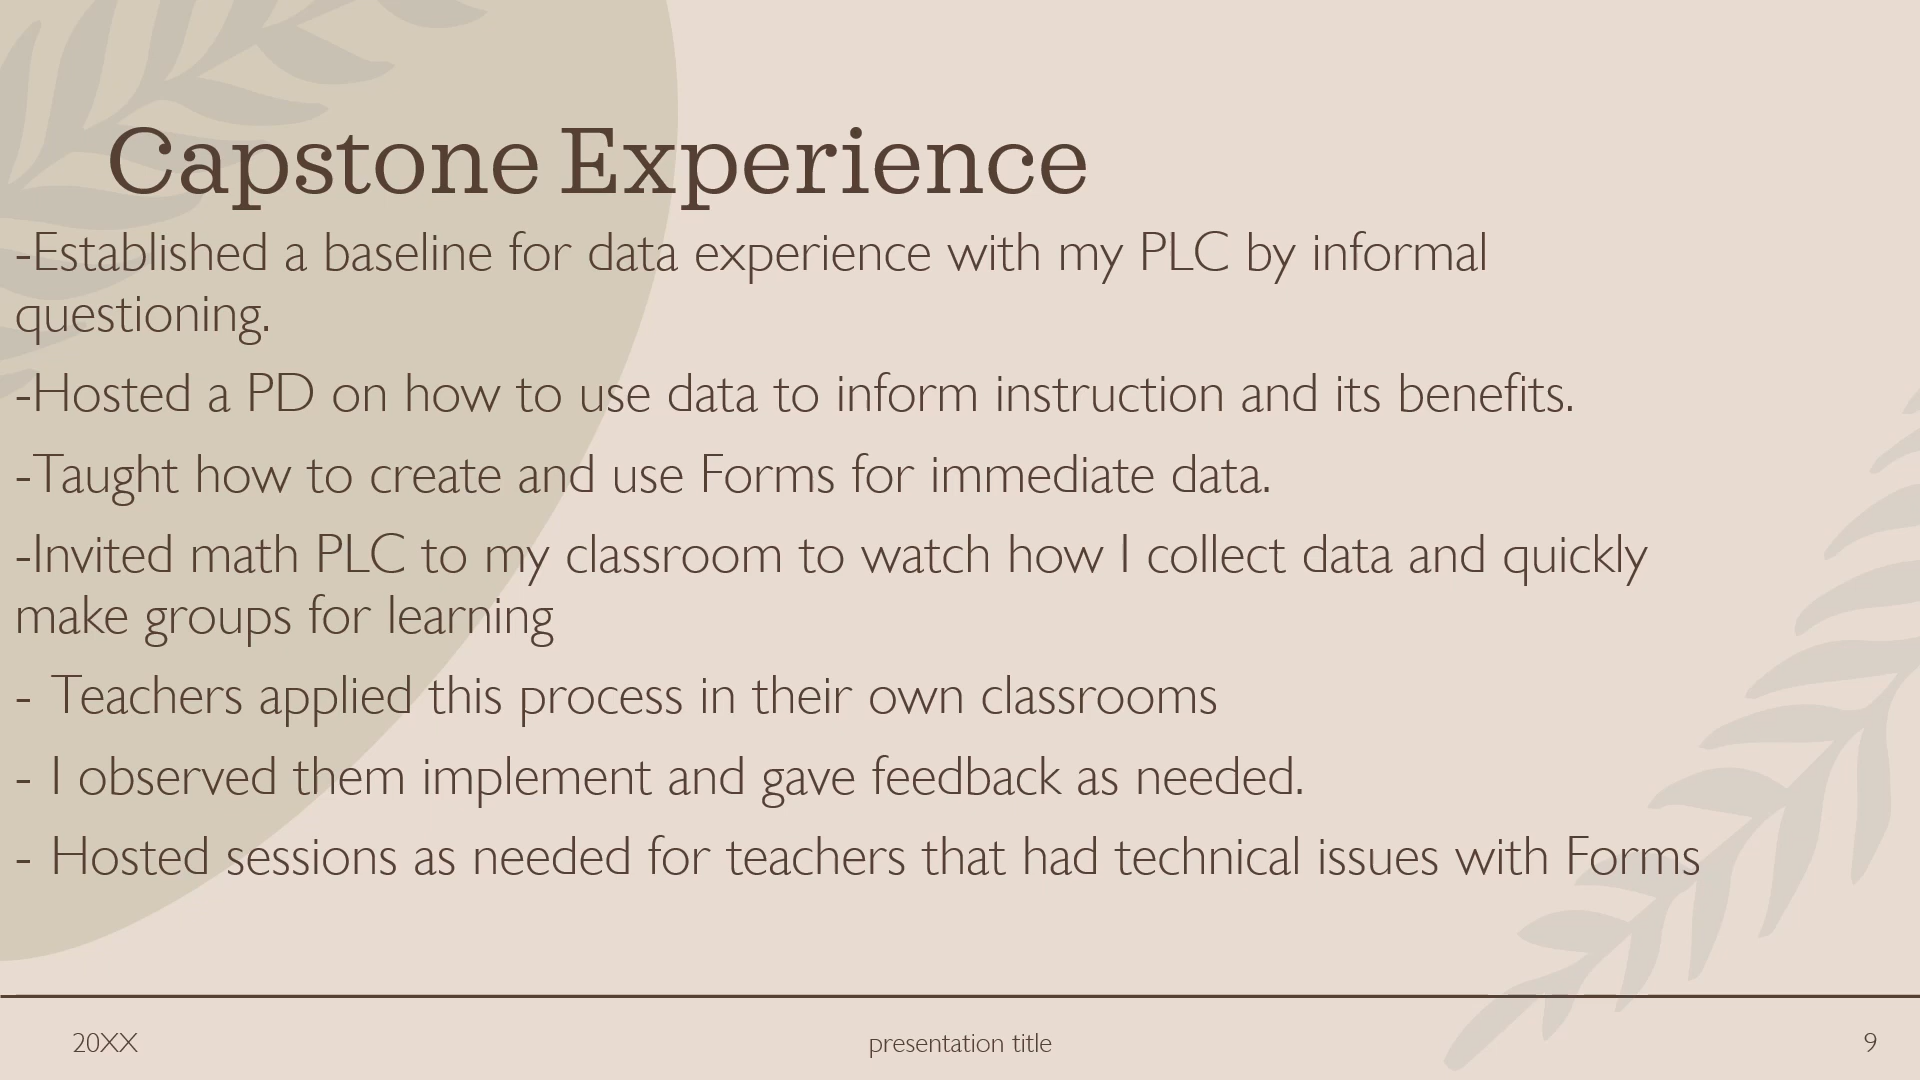 Capstone Experience
-Established a baseline for data experience with my PLC by informal
questioning.
-Hosted a PD on how to use data to inform instruction and its benefits.
-Taught how to create and use Forms for immediate data.
-Invited math PLC to my classroom to watch how I collect data and quickly
make groups for learning
- Teachers applied this process in their own classrooms
- I observed them implement and gave feedback as needed.
- Hosted sessions as needed for teachers that had technical issues with Forms
20XX
presentation title
9